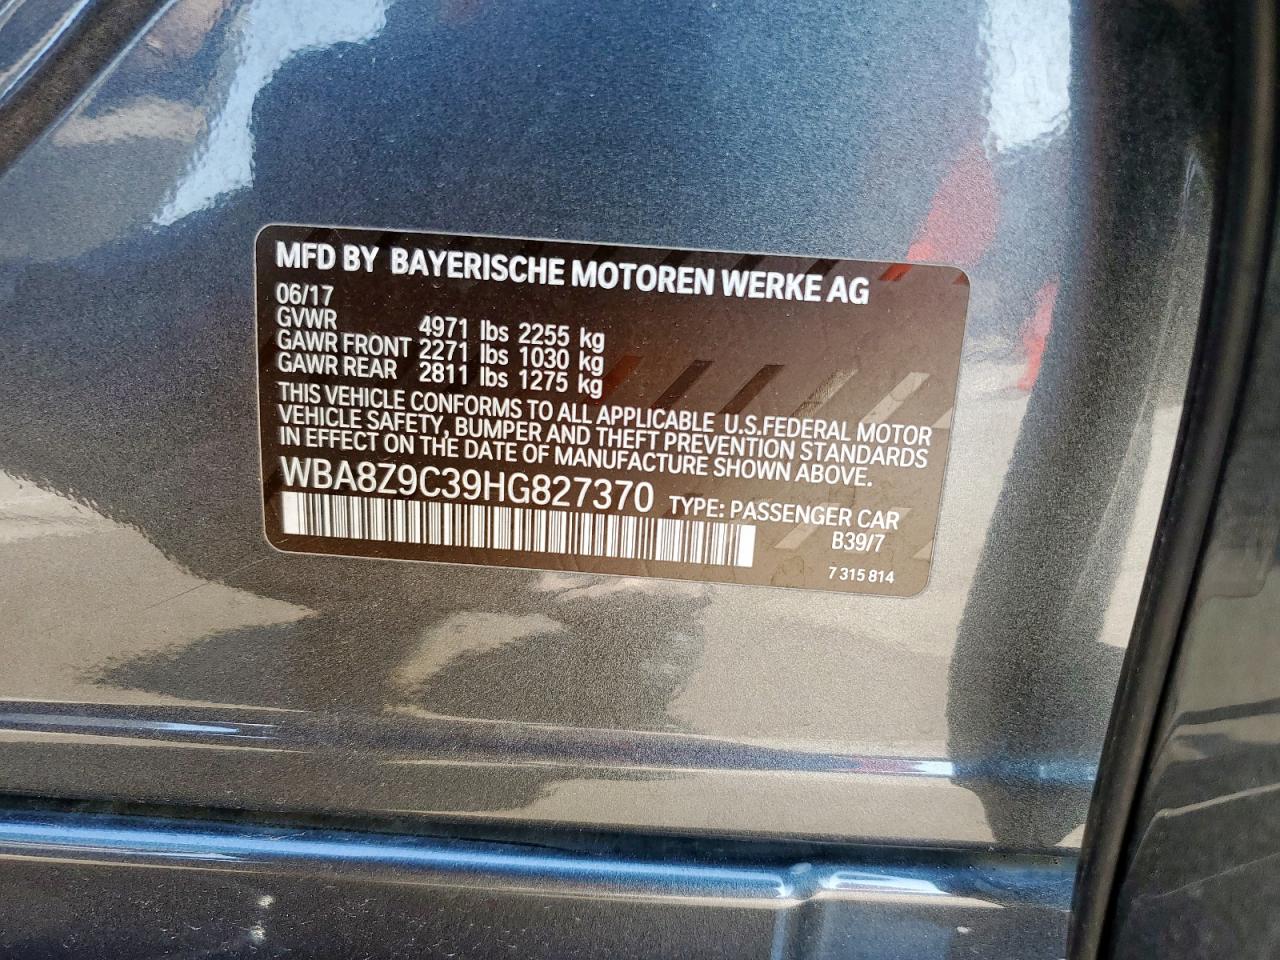 MFD BY BAYERISCHE MOTOREN WERKE AG
06/17
GVWR 4971 lbs 2255 kg
GAWR FRONT 2271 lbs 1030 kg
GAWR REAR 2811 lbs 1275 kg
THIS VEHICLE CONFORMS TO ALL APPLICABLE U.S.FEDERAL MOTOR
VEHICLE SAFETY, BUMPER AND THEFT PREVENTION STANDARDS
IN EFFECT ON THE DATE OF MANUFACTURE SHOWN ABOVE.
WBA8Z9C39HG827370 TYPE: PASSENGER CAR
B39/7
7 315 814